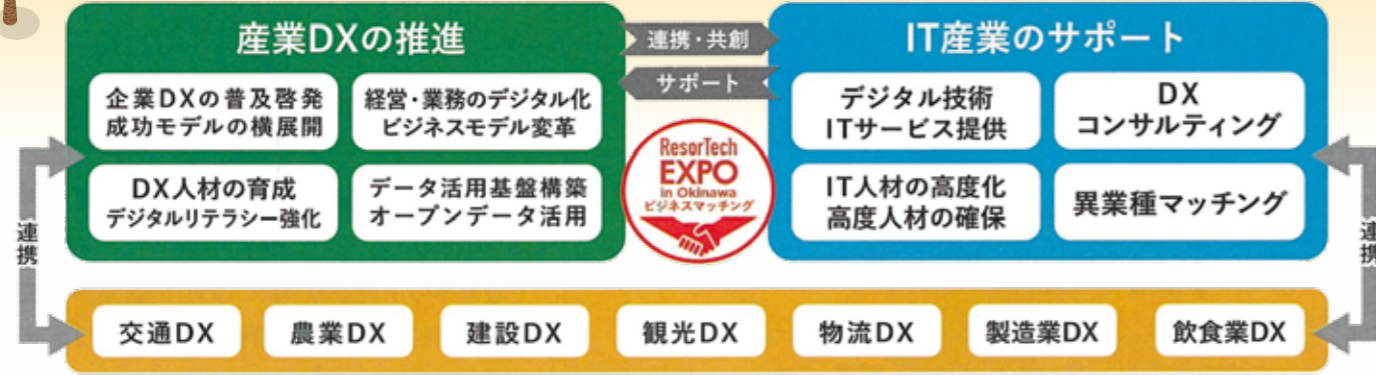 産業DXの推進
企業DXの普及啓発
成功モデルの横展開
経営・業務のデジタル化
ビジネスモデル変革
DX人材の育成
デジタルリテラシー強化
データ活用基盤構築
オープンデータ活用
連携・共創
サポート
ResorTech
EXPO
in Okinawa
ビジネスマッチング
IT産業のサポート
デジタル技術
ITサービス提供
DX
コンサルティング
IT人材の高度化
高度人材の確保
異業種マッチング
連携
連携
交通DX
農業DX
建設DX
観光DX
物流DX
製造業DX
飲食業DX